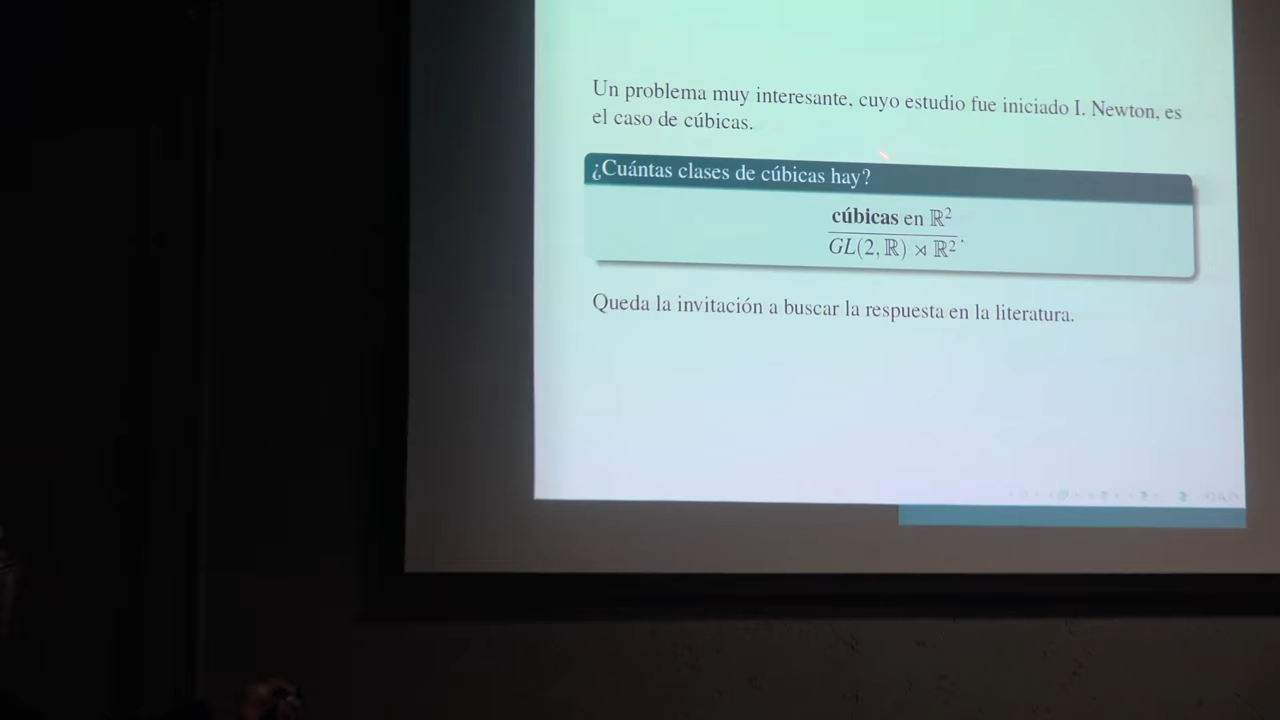 Un problema muy interesante, cuyo estudio fue iniciado I. Newton, es
el caso de cúbicas.
¿Cuántas clases de cúbicas hay?
cúbicas en ℝ²
GL(2, ℝ) ⋊ ℝ².
Queda la invitación a buscar la respuesta en la literatura.